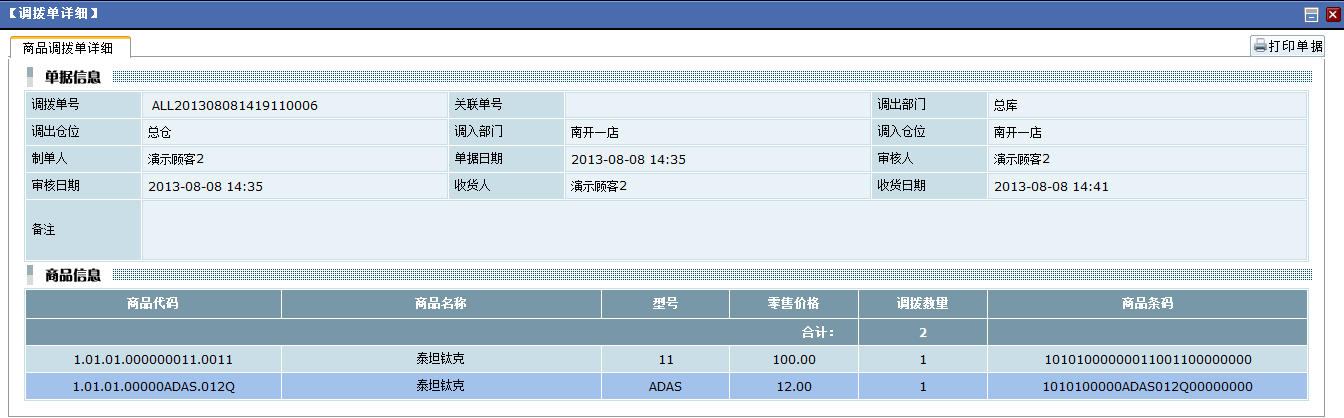 【调拨单详细】
商品调拨单详细 打印单据
单据信息
调拨单号 ALL201308081419110006 关联单号 调出部门 总库
调出仓位 总仓 调入部门 南开一店 调入仓位 南开一店
制单人 演示顾客2 单据日期 2013-08-08 14:35 审核人 演示顾客2
审核日期 2013-08-08 14:35 收货人 演示顾客2 收货日期 2013-08-08 14:41
备注
商品信息
商品代码 商品名称 型号 零售价格 调拨数量 商品条码
合计: 2
1.01.01.000000011.0011 泰坦钛克 11 100.00 1 10101000000011001100000000
1.01.01.00000ADAS.012Q 泰坦钛克 ADAS 12.00 1 1010100000ADAS012Q00000000